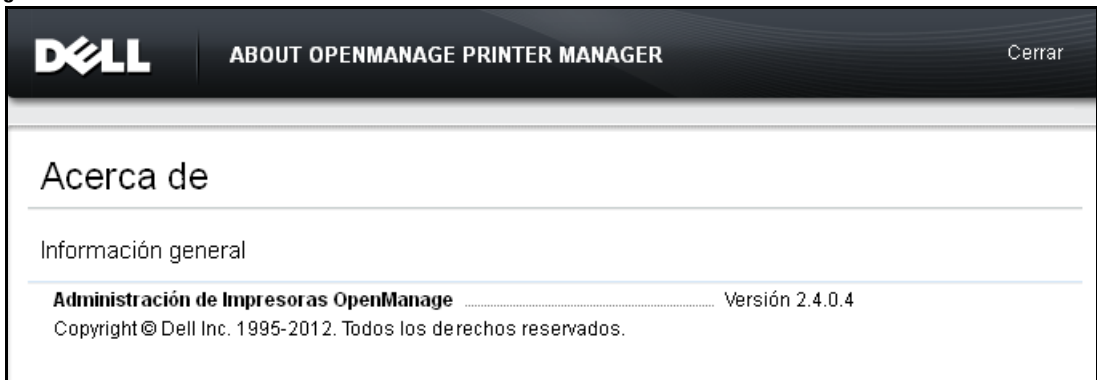 DELL
ABOUT OPENMANAGE PRINTER MANAGER
Cerrar
Acerca de
Información general
Administración de Impresoras OpenManage ........ Versión 2.4.0.4
Copyright © Dell Inc. 1995-2012. Todos los derechos reservados.